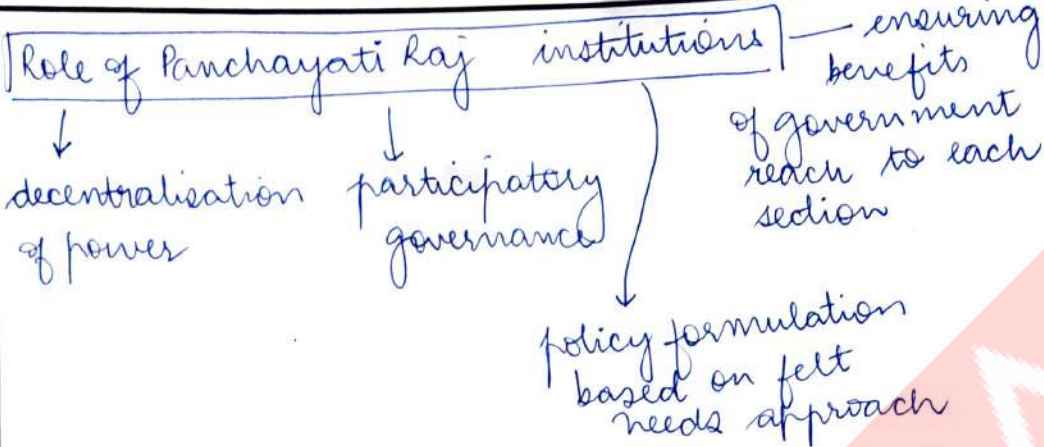 Role of Panchayati Raj institutions — ensuring
benefits
of government
reach to each
section
decentralisation
of power
participatory
governance
policy formulation
based on felt
needs approach